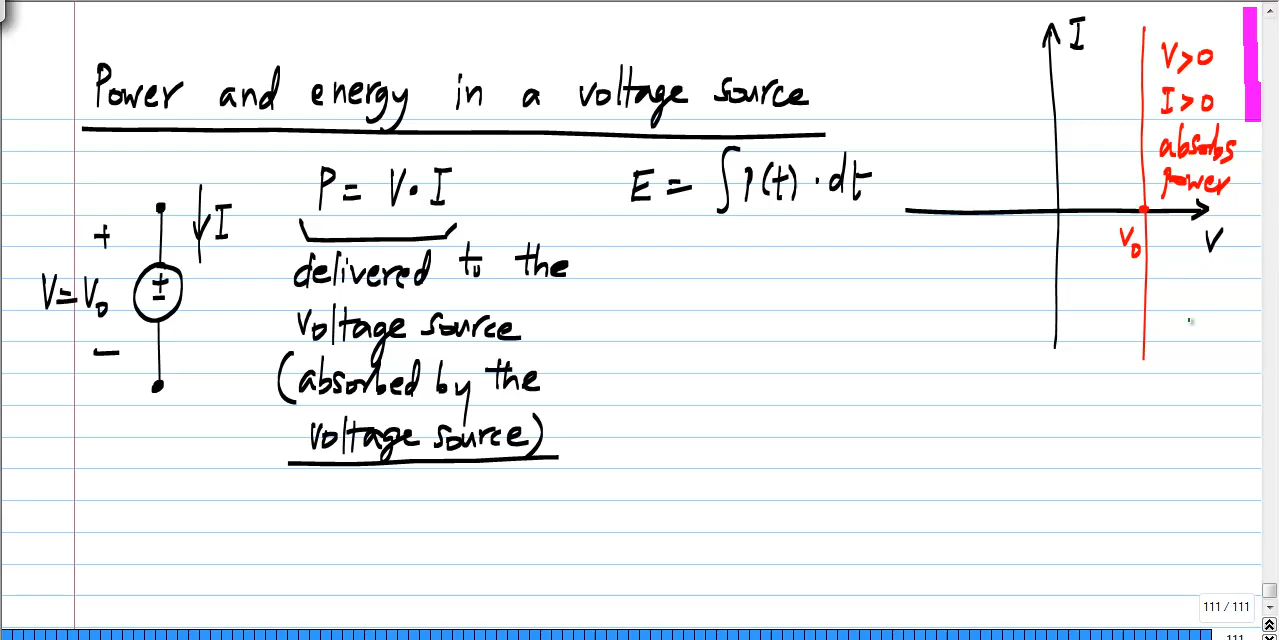 Power and energy in a voltage source
P = V · I
E = ∫ P(t) · dt
I
+
V = V₀
±
−
delivered to the
voltage source
(absorbed by the
voltage source)
I
V>0
I>0
absorbs
power
V₀
V
111 / 111
111